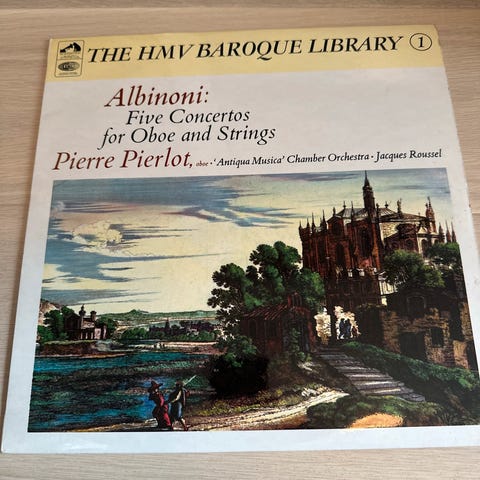 THE HMV BAROQUE LIBRARY 1
Albinoni:
Five Concertos
for Oboe and Strings
Pierre Pierlot, oboe · 'Antiqua Musica' Chamber Orchestra · Jacques Roussel